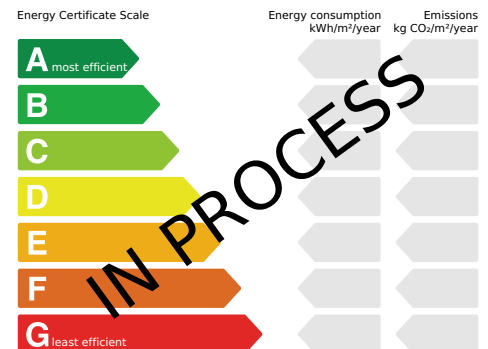 Energy Certificate Scale
Energy consumption
kWh/m²/year
Emissions
kg CO₂/m²/year
A most efficient
B
C
D
E
F
G least efficient
IN PROCESS